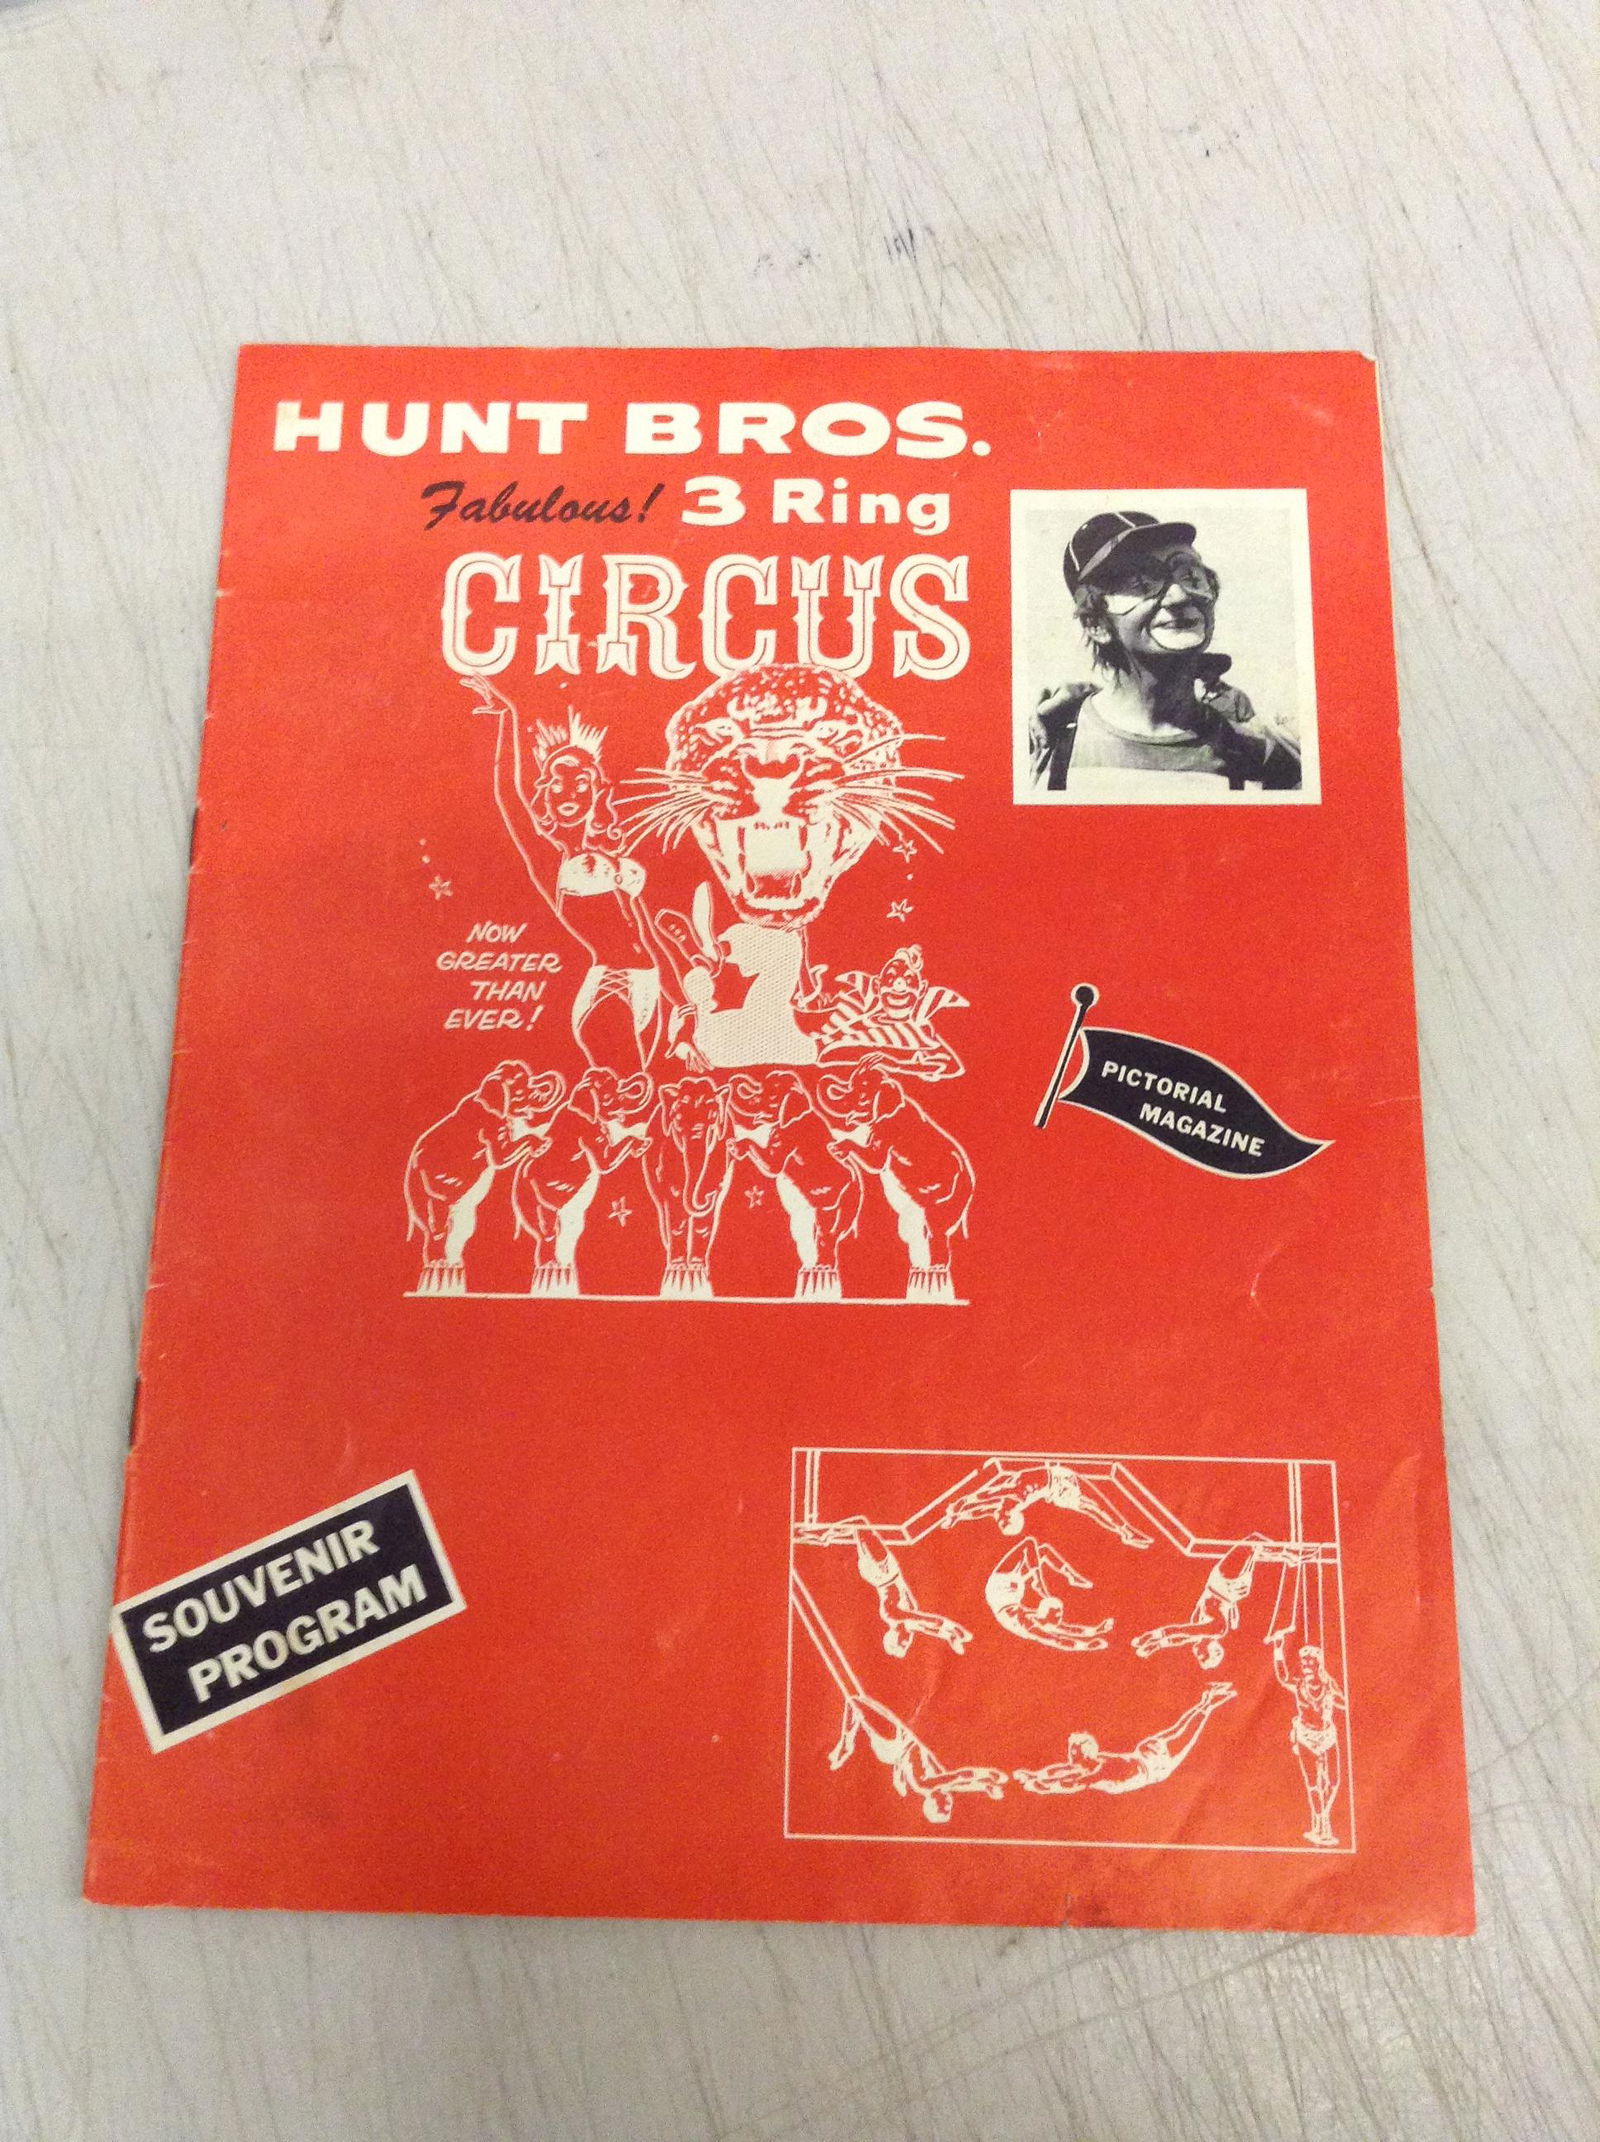 HUNT BROS.
Fabulous! 3 Ring
CIRCUS
NOW
GREATER
THAN
EVER!
PICTORIAL
MAGAZINE
SOUVENIR
PROGRAM